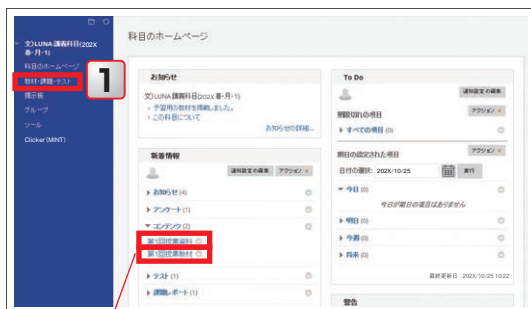 文)LUNA 講義科目(202X
春-月-1)
科目のホームページ
教材・課題・テスト
掲示板
グループ
ツール
Clicker (MINT)
1
科目のホームページ
お知らせ
文)LUNA 講義科目(202X 春-月-1)
予習用の教材を掲載しました。
この科目について
お知らせの詳細...
新着情報
通知設定の編集
アクション
お知らせ (4)
アンケート (1)
コンテンツ (2)
第1回授業資料
第1回授業教材
テスト (1)
課題レポート (1)
To Do
通知設定の編集
期限切れの項目
アクション
すべての項目 (0)
期日の設定された項目
アクション
日付の選択: 202X/10/25
実行
今日 (0)
今日が期日の項目はありません
明日 (0)
今週 (0)
将来 (0)
最終更新日 : 202X/10/25 10:22
警告